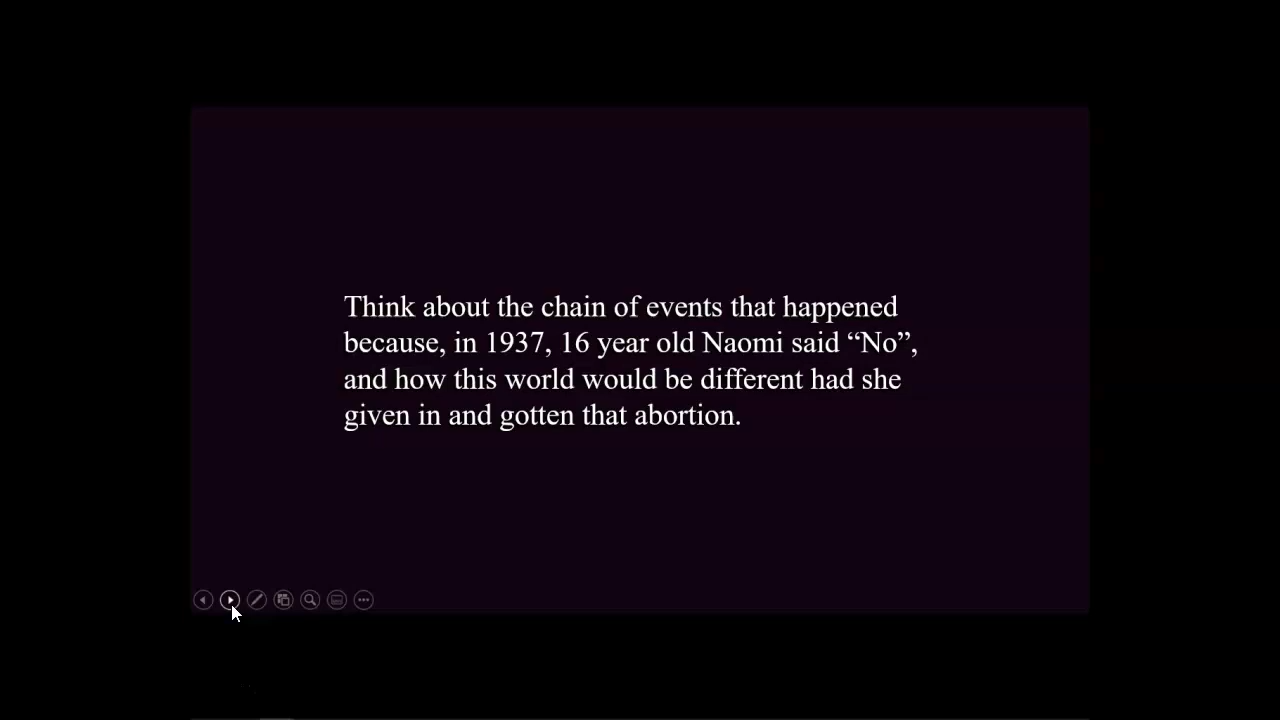 Think about the chain of events that happened
because, in 1937, 16 year old Naomi said “No”,
and how this world would be different had she
given in and gotten that abortion.